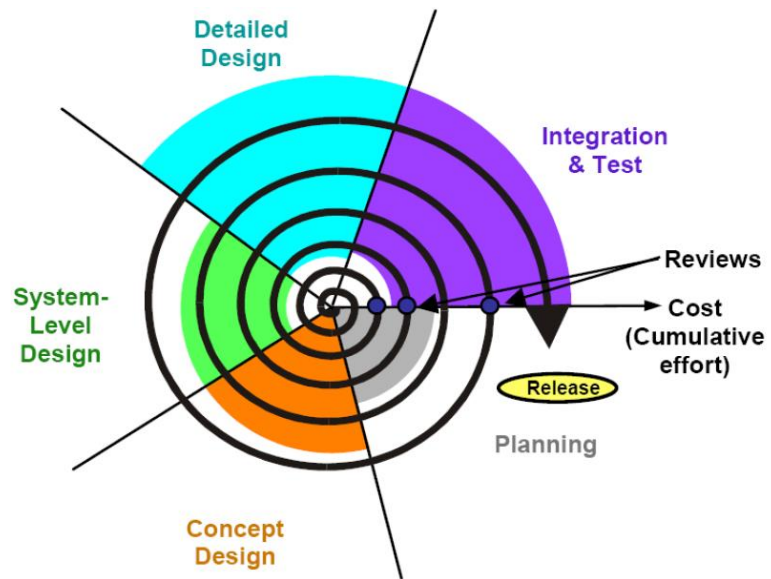 Detailed
Design
Integration
& Test
Reviews
System-
Level
Design
Cost
(Cumulative
effort)
Release
Planning
Concept
Design